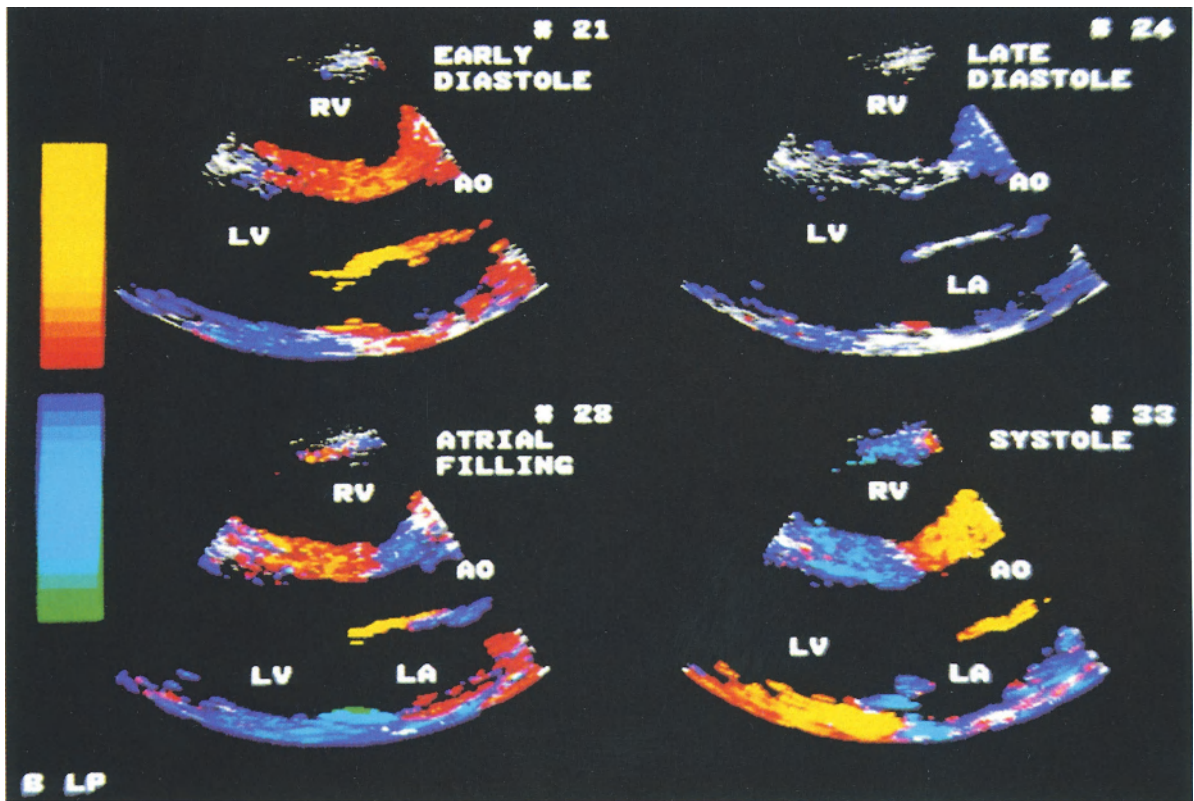 # 21
EARLY
DIASTOLE
RV
AO
LV
# 24
LATE
DIASTOLE
RV
AO
LV
LA
# 28
ATRIAL
FILLING
RV
AO
LV
LA
# 33
SYSTOLE
RV
AO
LV
LA
B LP